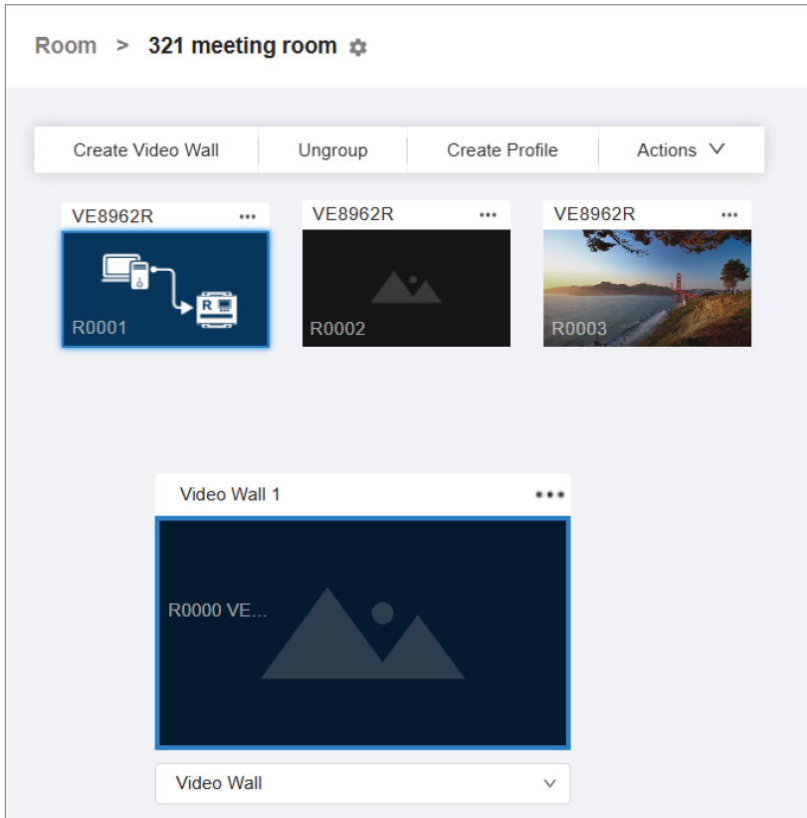 Room > 321 meeting room
Create Video Wall Ungroup Create Profile Actions
VE8962R ... VE8962R ... VE8962R ...
R
R0001 R0002 R0003
Video Wall 1 ...
R0000 VE...
Video Wall